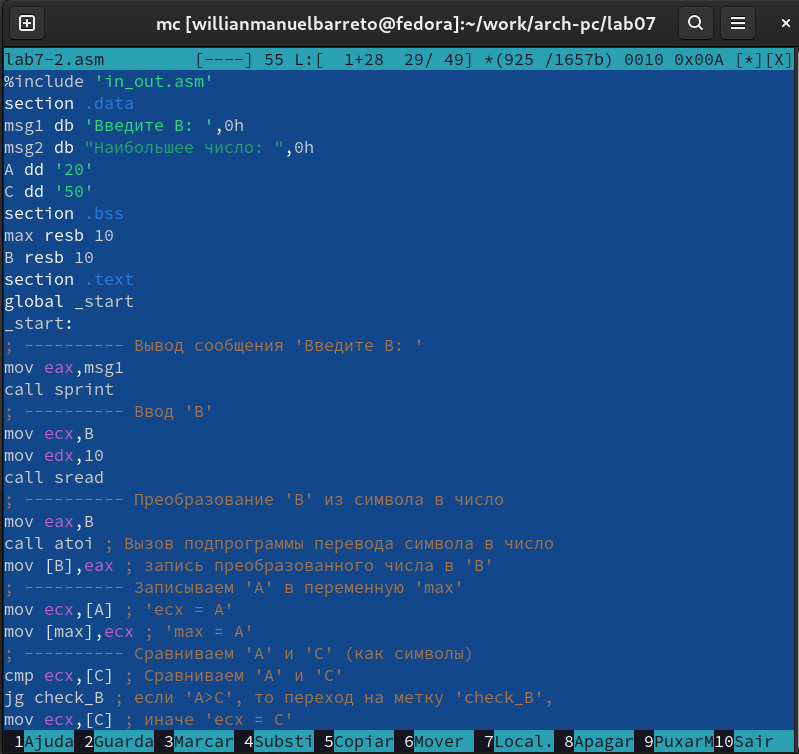 mc [willianmanuelbarreto@fedora]:~/work/arch-pc/lab07
lab7-2.asm [----] 55 L:[ 1+28 29/ 49] *(925 /1657b) 0010 0x00A [*][X]
%include 'in_out.asm'
section .data
msg1 db 'Введите B: ',0h
msg2 db "Наибольшее число: ",0h
A dd '20'
C dd '50'
section .bss
max resb 10
B resb 10
section .text
global _start
_start:
; ---------- Вывод сообщения 'Введите B: '
mov eax,msg1
call sprint
; ---------- Ввод 'B'
mov ecx,B
mov edx,10
call sread
; ---------- Преобразование 'B' из символа в число
mov eax,B
call atoi ; Вызов подпрограммы перевода символа в число
mov [B],eax ; запись преобразованного числа в 'B'
; ---------- Записываем 'A' в переменную 'max'
mov ecx,[A] ; 'ecx = A'
mov [max],ecx ; 'max = A'
; ---------- Сравниваем 'A' и 'С' (как символы)
cmp ecx,[C] ; Сравниваем 'A' и 'С'
jg check_B ; если 'A>C', то переход на метку 'check_B',
mov ecx,[C] ; иначе 'ecx = C'
1Ajuda 2Guarda 3Marcar 4Substi 5Copiar 6Mover 7Local. 8Apagar 9PuxarM 10Sair